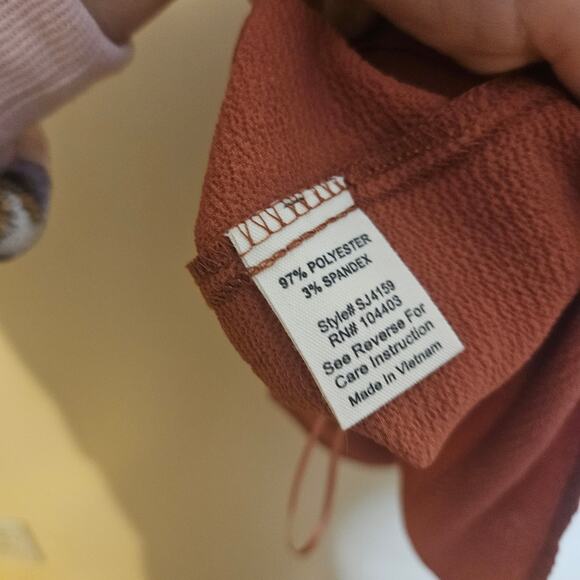 97% POLYESTER
3% SPANDEX
Style# SJ4159
RN# 104403
See Reverse For
Care Instruction
Made In Vietnam